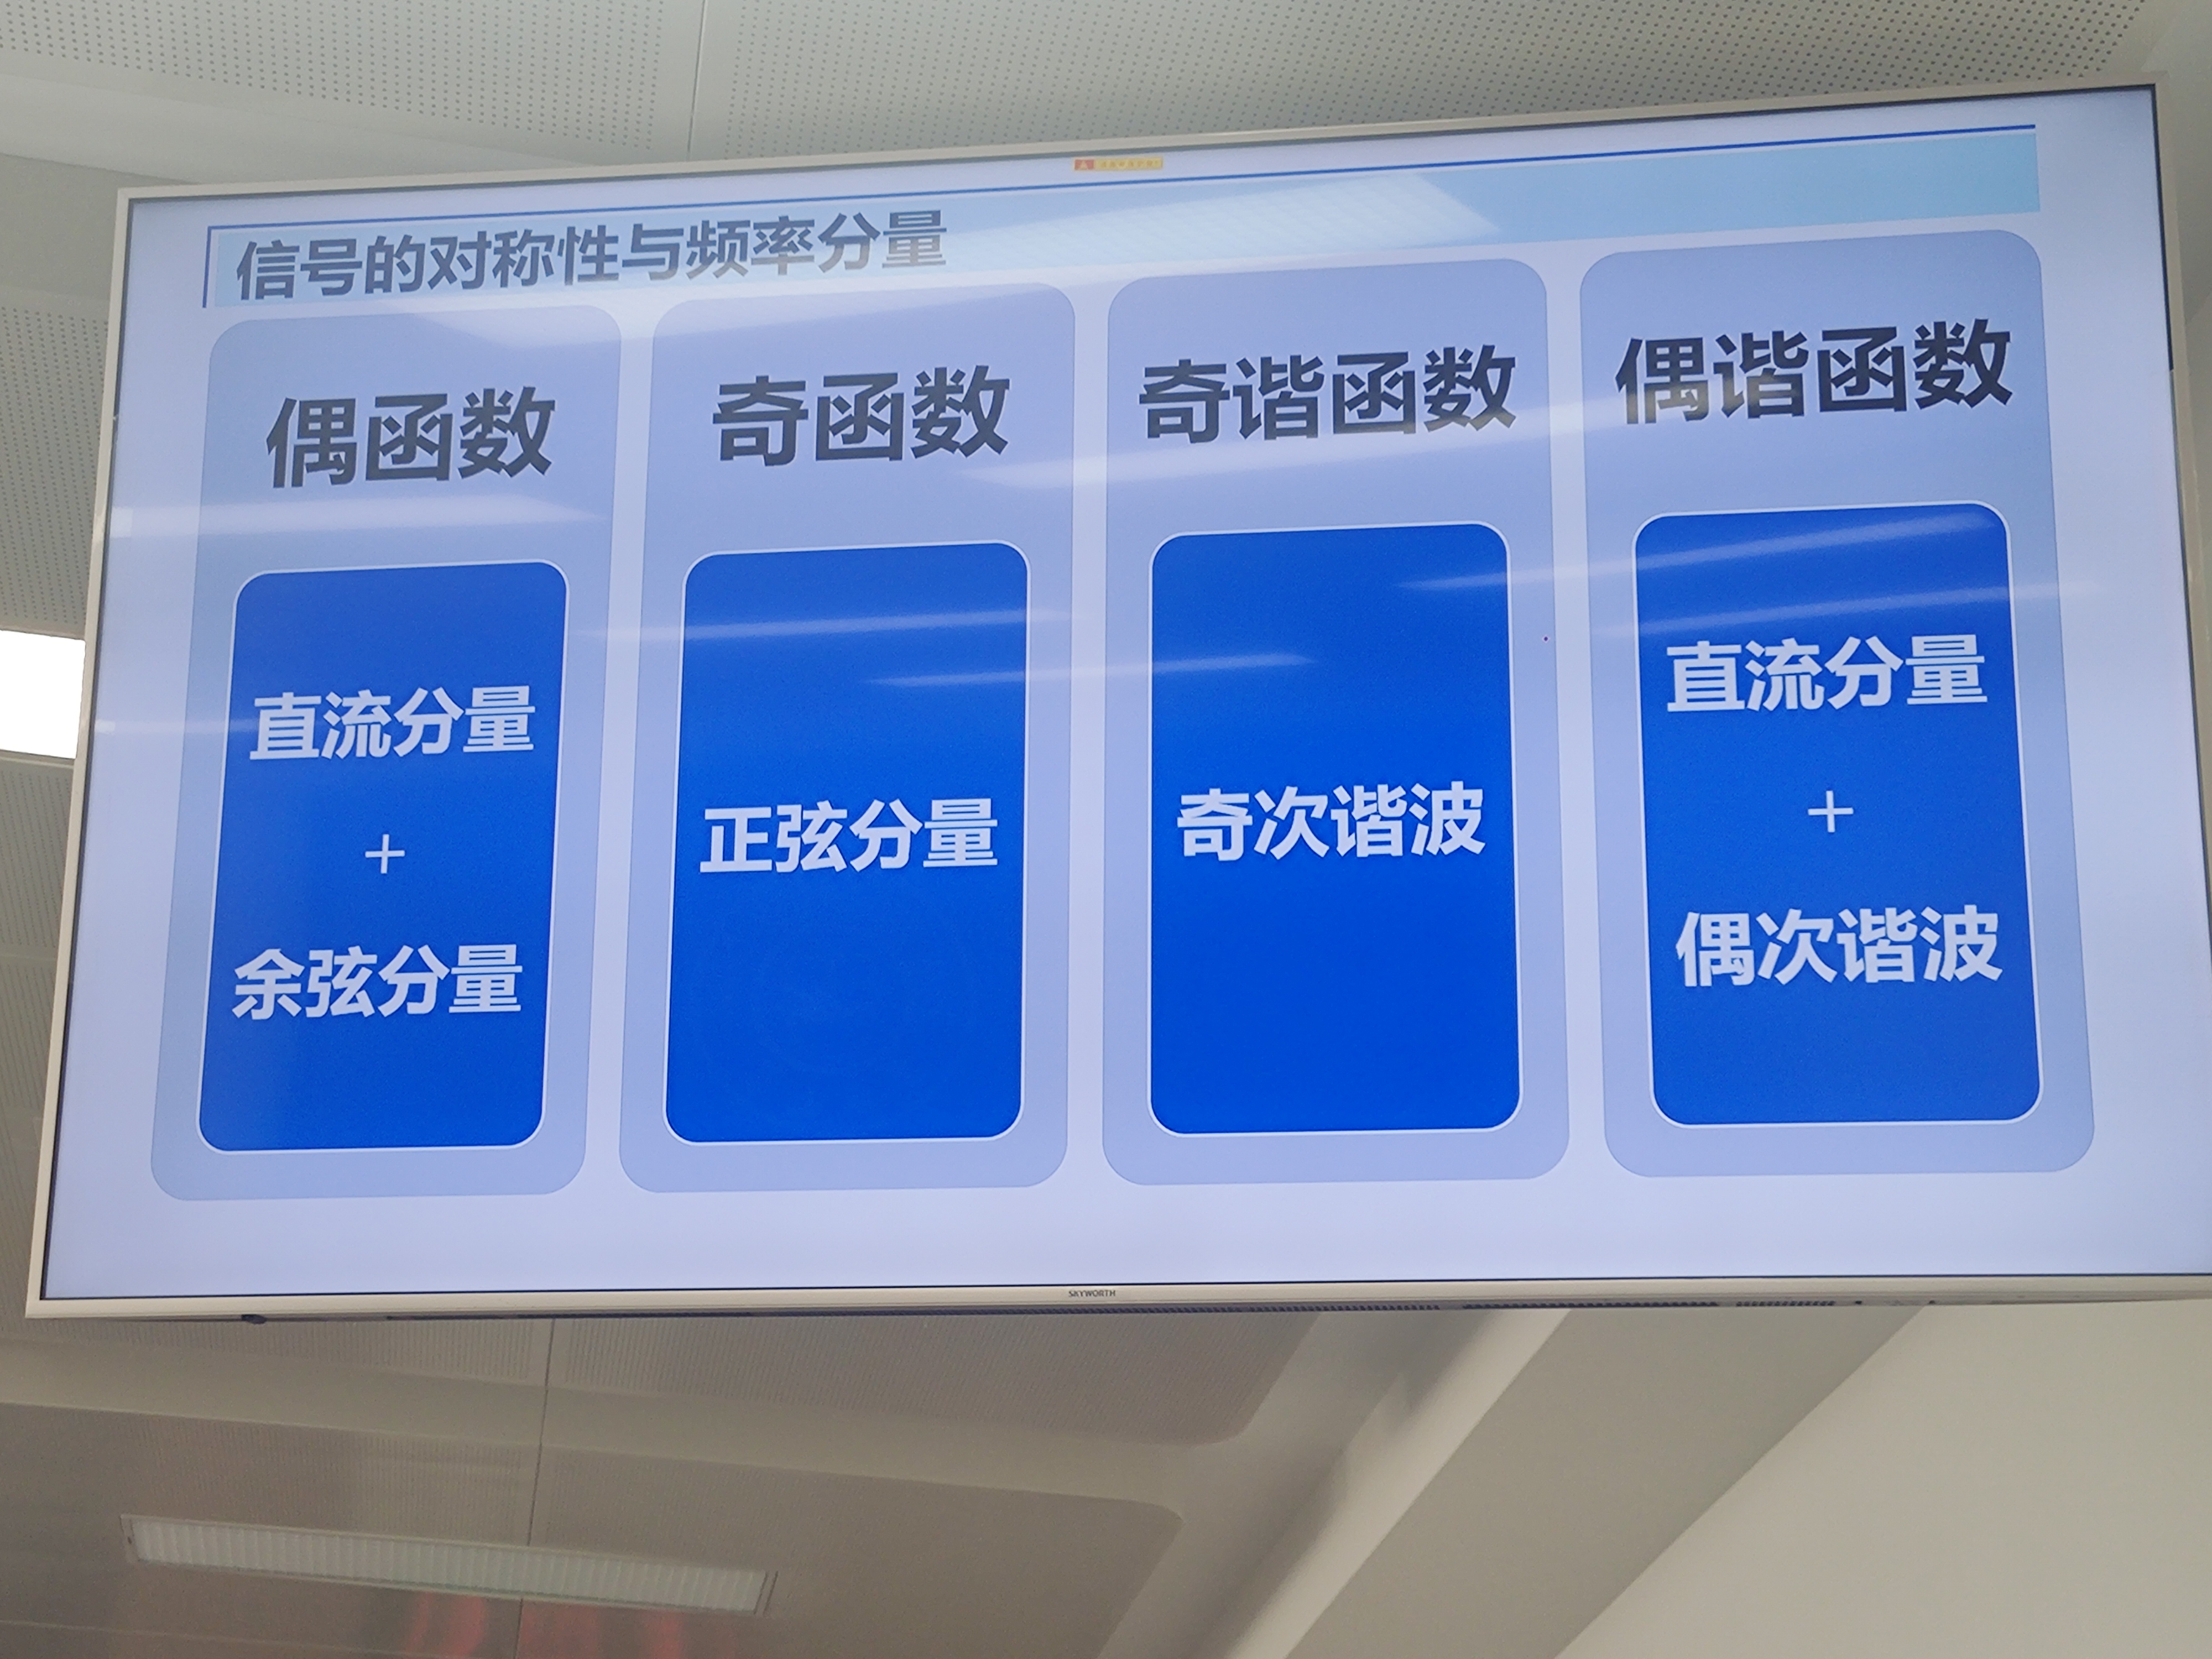 信号的对称性与频率分量
偶函数
直流分量
+
余弦分量
奇函数
正弦分量
奇谐函数
奇次谐波
偶谐函数
直流分量
+
偶次谐波
SKYWORTH